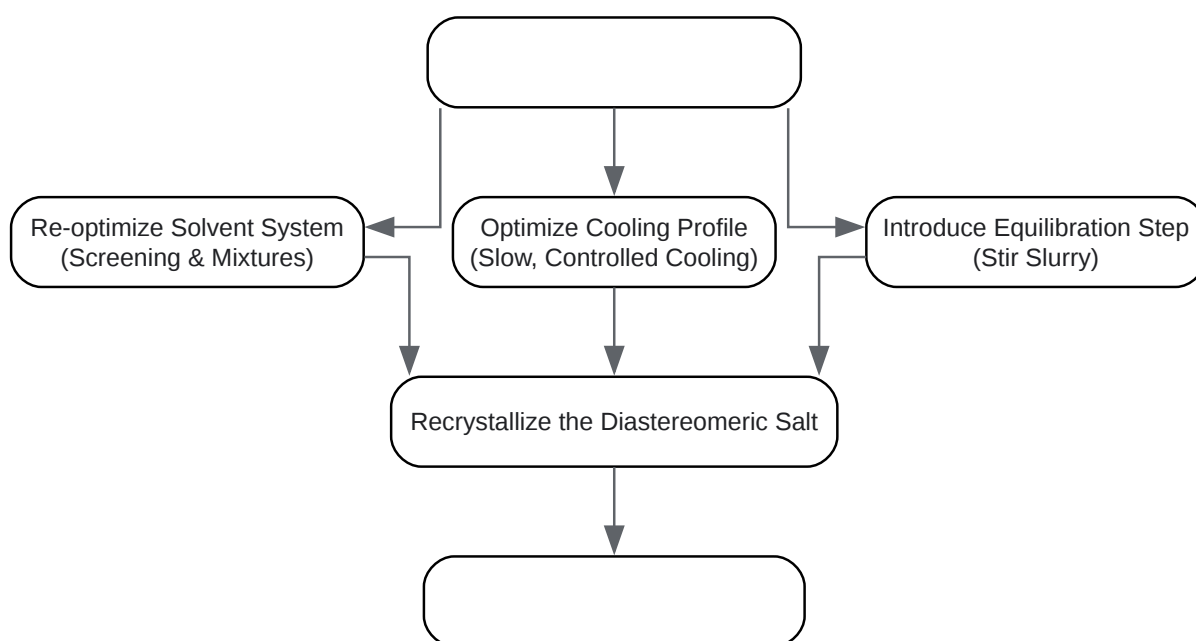 Re-optimize Solvent System
(Screening & Mixtures)
Optimize Cooling Profile
(Slow, Controlled Cooling)
Introduce Equilibration Step
(Stir Slurry)
Recrystallize the Diastereomeric Salt